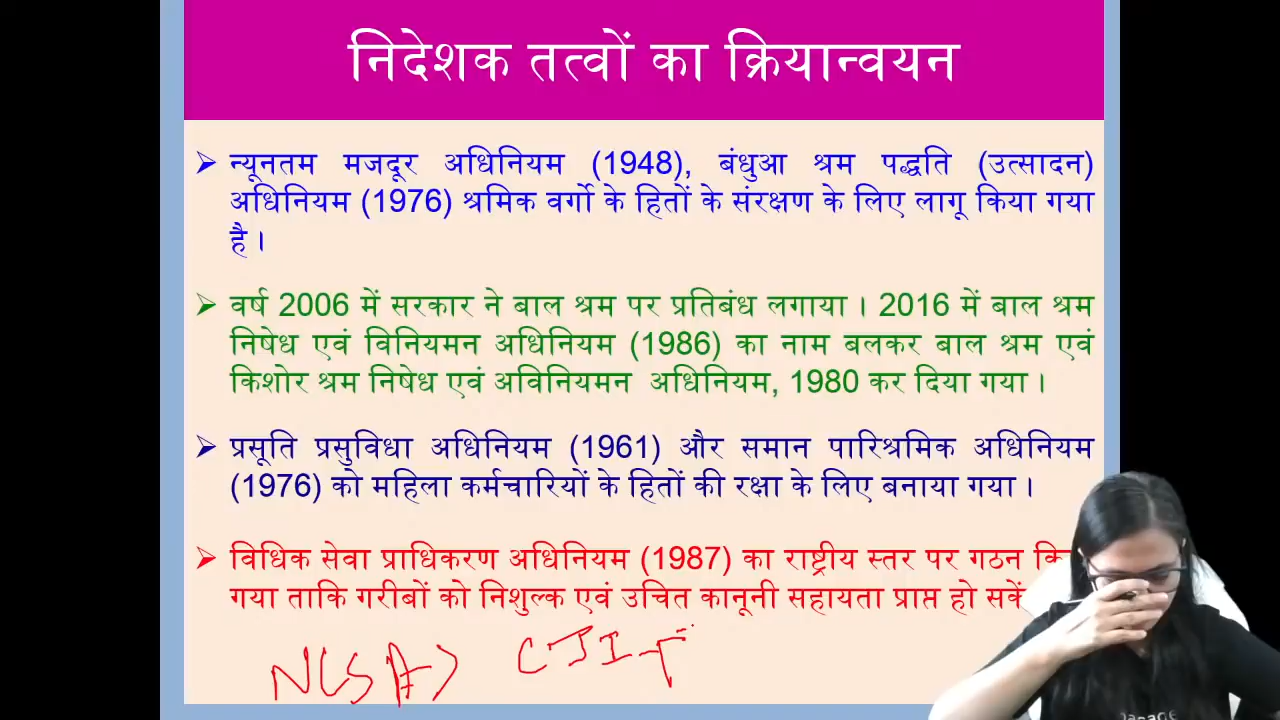 निदेशक तत्वों का क्रियान्वयन
➢ न्यूनतम मजदूर अधिनियम (1948), बंधुआ श्रम पद्धति (उत्सादन)
अधिनियम (1976) श्रमिक वर्गो के हितों के संरक्षण के लिए लागू किया गया
है।
➢ वर्ष 2006 में सरकार ने बाल श्रम पर प्रतिबंध लगाया। 2016 में बाल श्रम
निषेध एवं विनियमन अधिनियम (1986) का नाम बलकर बाल श्रम एवं
किशोर श्रम निषेध एवं अविनियमन अधिनियम, 1980 कर दिया गया।
➢ प्रसूति प्रसुविधा अधिनियम (1961) और समान पारिश्रमिक अधिनियम
(1976) को महिला कर्मचारियों के हितों की रक्षा के लिए बनाया गया।
➢ विधिक सेवा प्राधिकरण अधिनियम (1987) का राष्ट्रीय स्तर पर गठन
गया ताकि गरीबों को निशुल्क एवं उचित कानूनी सहायता प्राप्त हो सकें
CJI